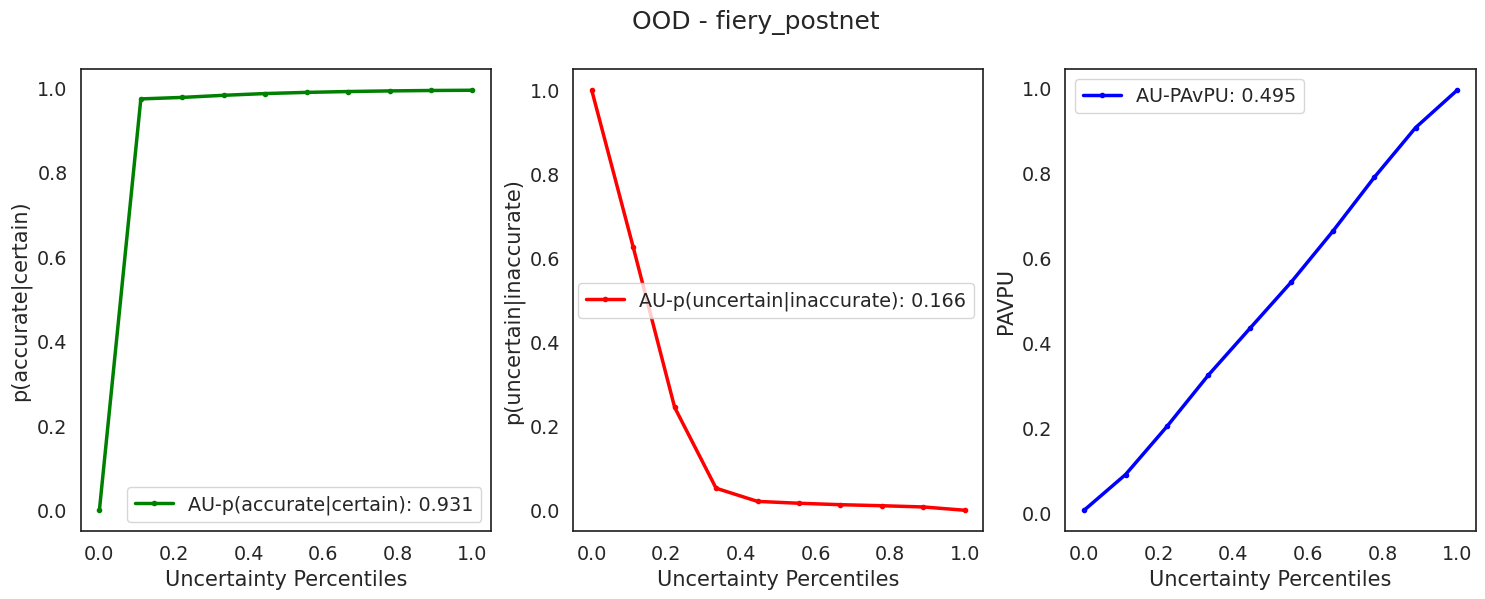 OOD - fiery_postnet
p(accurate|certain)
1.0
0.8
0.6
0.4
0.2
0.0
AU-p(accurate|certain): 0.931
0.0 0.2 0.4 0.6 0.8 1.0
Uncertainty Percentiles
p(uncertain|inaccurate)
1.0
0.8
0.6
0.4
0.2
0.0
AU-p(uncertain|inaccurate): 0.166
0.0 0.2 0.4 0.6 0.8 1.0
Uncertainty Percentiles
PAVPU
1.0
0.8
0.6
0.4
0.2
0.0
AU-PAvPU: 0.495
0.0 0.2 0.4 0.6 0.8 1.0
Uncertainty Percentiles